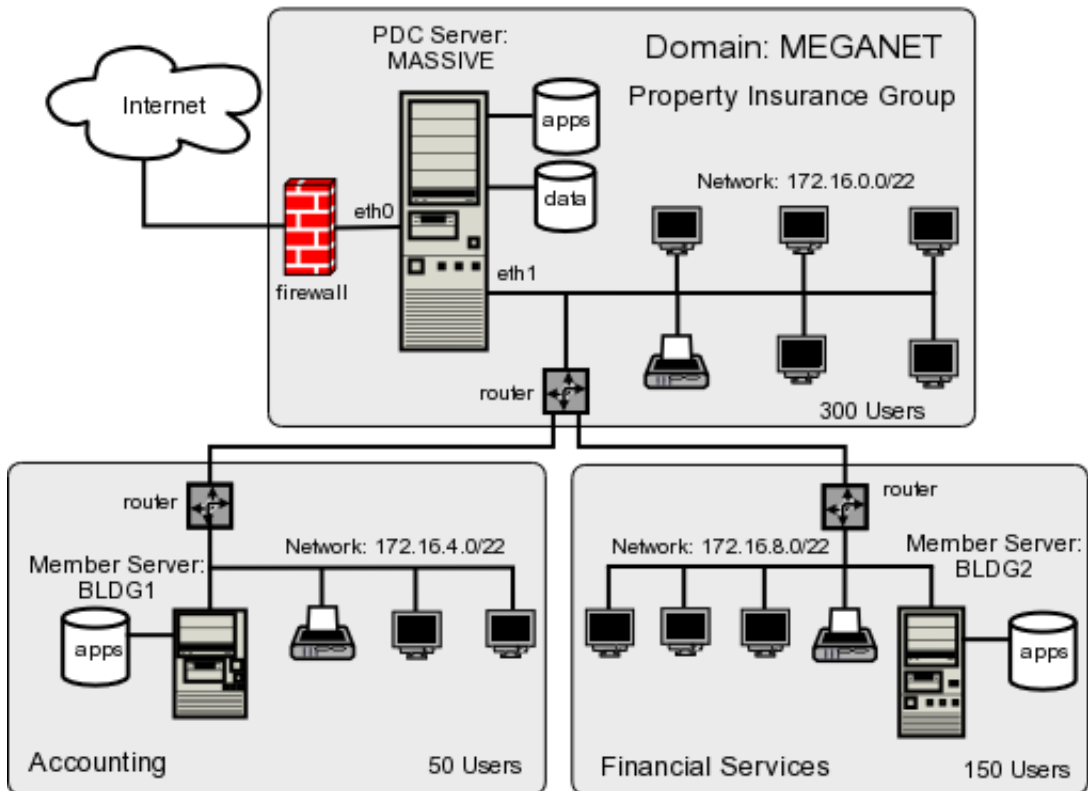 PDC Server:
MASSIVE
Domain: MEGANET
Property Insurance Group
Internet
apps
data
Network: 172.16.0.0/22
eth0
eth1
firewall
router
300 Users
router
Network: 172.16.4.0/22
Member Server:
BLDG1
apps
Accounting
50 Users
router
Network: 172.16.8.0/22
Member Server:
BLDG2
apps
Financial Services
150 Users